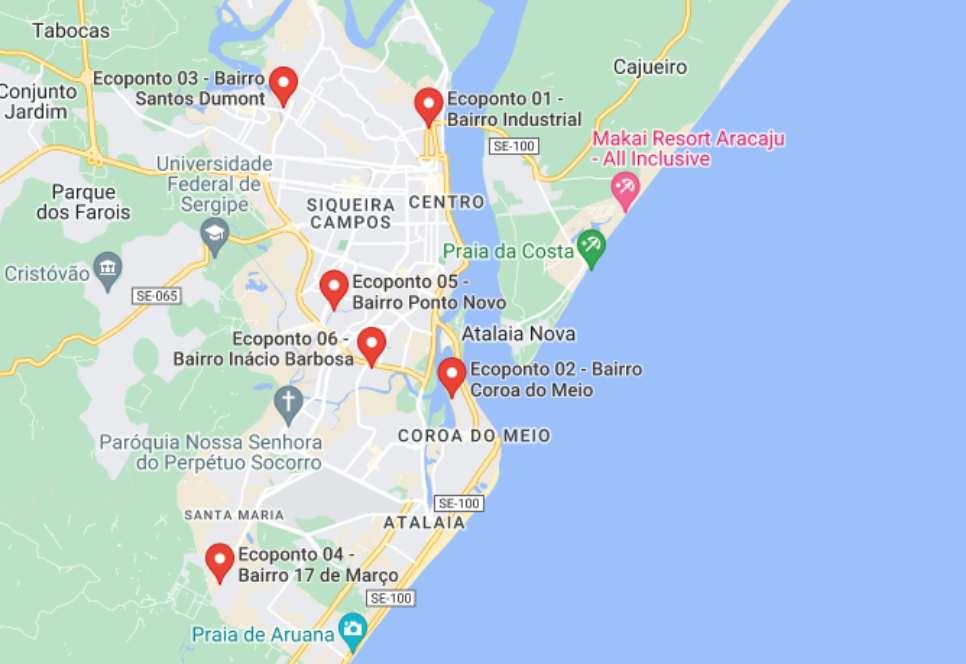 Tabocas
Cajueiro
Ecoponto 03 - Bairro
Santos Dumont
Conjunto
Jardim
Ecoponto 01 -
Bairro Industrial
SE-100
Makai Resort Aracaju
- All Inclusive
Universidade
Federal de
Sergipe
Parque
dos Farois
SIQUEIRA
CAMPOS
CENTRO
Praia da Costa
Cristóvão
SE-065
Ecoponto 05 -
Bairro Ponto Novo
Ecoponto 06 -
Bairro Inácio Barbosa
Atalaia Nova
Ecoponto 02 - Bairro
Coroa do Meio
Paróquia Nossa Senhora
do Perpétuo Socorro
COROA DO MEIO
SE-100
SANTA MARIA
ATALAIA
Ecoponto 04 -
Bairro 17 de Março
SE-100
Praia de Aruana